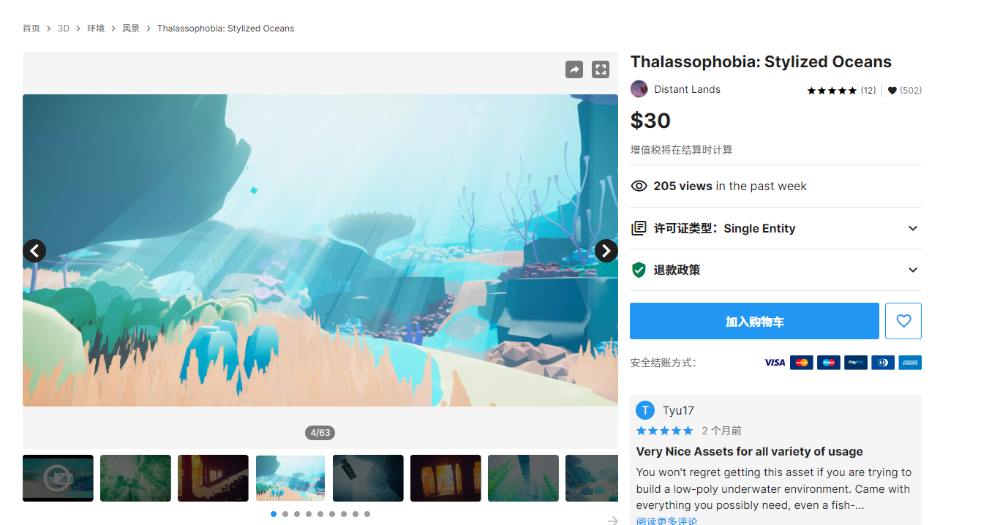 首页 > 3D > 环境 > 风景 > Thalassophobia: Stylized Oceans
4/63
Thalassophobia: Stylized Oceans
Distant Lands
(12)
(502)
$30
增值税将在结算时计算
205 views in the past week
许可证类型：Single Entity
退款政策
加入购物车
安全结账方式：
VISA
PayPal
AMEX
T
Tyu17
2 个月前
Very Nice Assets for all variety of usage
You won't regret getting this asset if you are trying to
build a low-poly underwater environment. Came with
everything you possibly need, even a fish-...
阅读更多评论